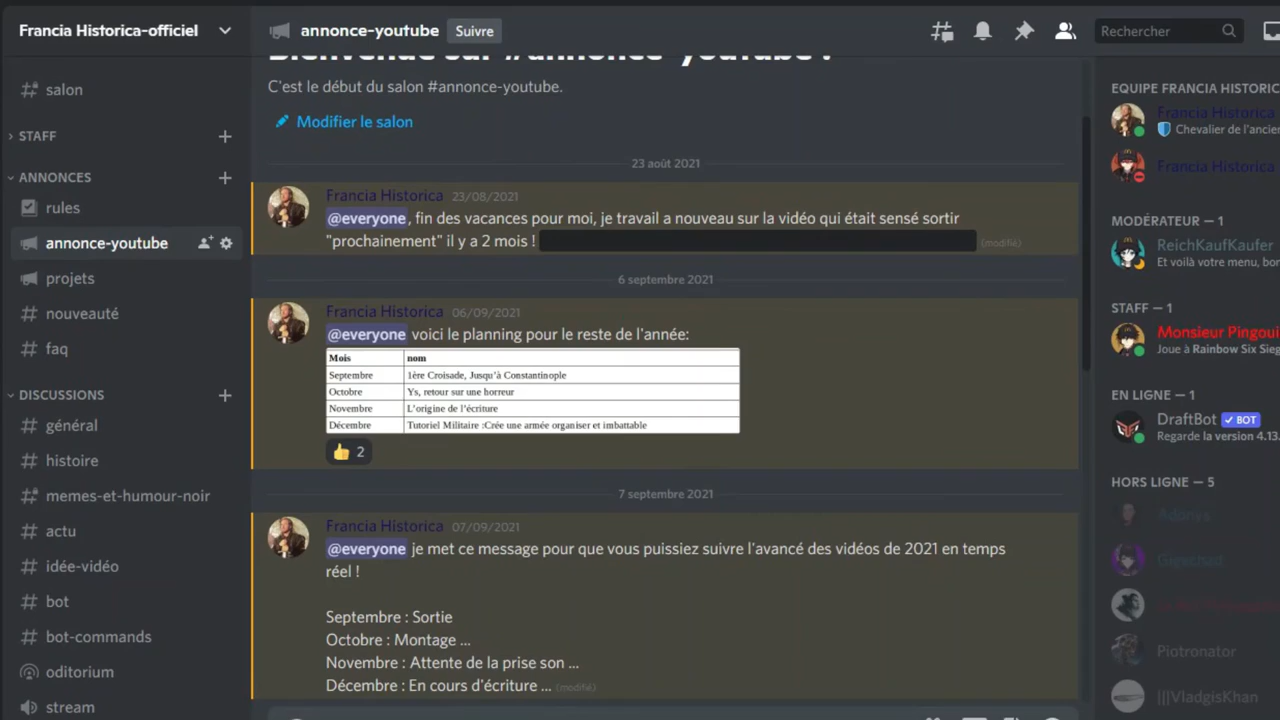 Francia Historica-officiel
annonce-youtube
Suivre
Rechercher
salon
STAFF
ANNONCES
rules
annonce-youtube
projets
nouveauté
faq
DISCUSSIONS
général
histoire
memes-et-humour-noir
actu
idée-vidéo
bot
bot-commands
oditorium
stream
Bienvenue sur #annonce-youtube !
C'est le début du salon #annonce-youtube.
Modifier le salon
23 août 2021
Francia Historica 23/08/2021
@everyone, fin des vacances pour moi, je travail a nouveau sur la vidéo qui était sensé sortir
"prochainement" il y a 2 mois ! (modifié)
6 septembre 2021
Francia Historica 06/09/2021
@everyone voici le planning pour le reste de l'année:
Mois nom
Septembre 1ère Croisade, Jusqu'à Constantinople
Octobre Ys, retour sur une horreur
Novembre L'origine de l'écriture
Décembre Tutoriel Militaire :Crée une armée organiser et imbattable
2
7 septembre 2021
Francia Historica 07/09/2021
@everyone je met ce message pour que vous puissiez suivre l'avancé des vidéos de 2021 en temps
réel !
Septembre : Sortie
Octobre : Montage ...
Novembre : Attente de la prise son ...
Décembre : En cours d'écriture ... (modifié)
EQUIPE FRANCIA HISTORIC
Francia Historica
Chevalier de l'ancien
Francia Historica
MODÉRATEUR — 1
ReichKaufKaufer
Et voilà votre menu, bon
STAFF — 1
Monsieur Pingoui
Joue à Rainbow Six Sieg
EN LIGNE — 1
DraftBot BOT
Regarde la version 4.13.
HORS LIGNE — 5
Gigachad
Piotronator
|||VladgisKhan